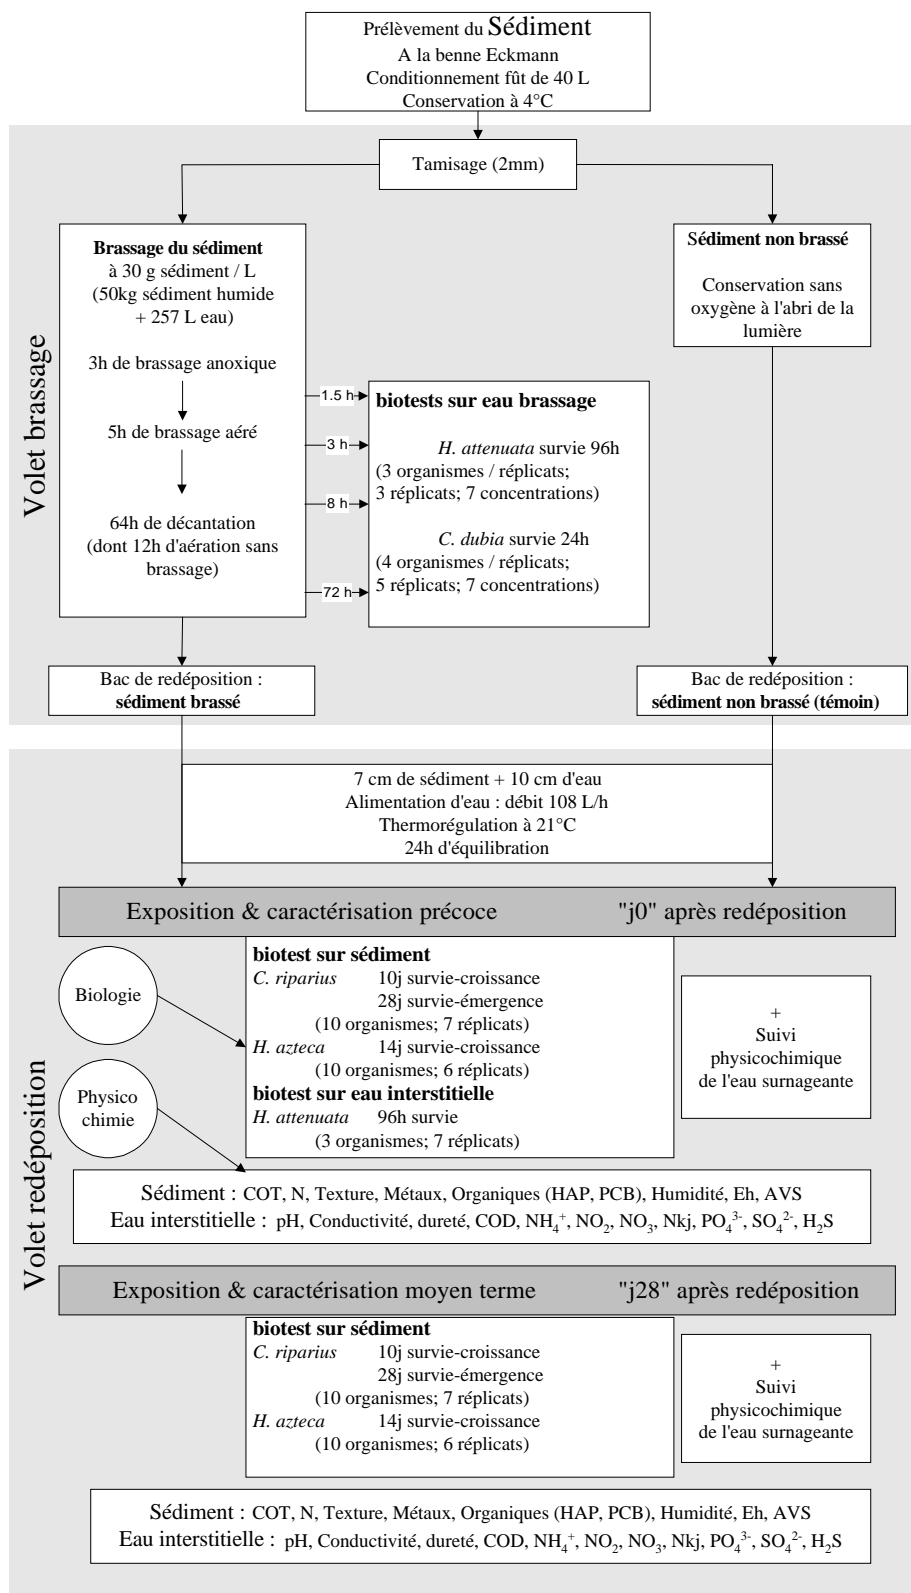 Prélèvement du Sédiment
A la benne Eckmann
Conditionnement fût de 40 L
Conservation à 4°C
Volet brassage
Tamisage (2mm)
Brassage du sédiment
à 30 g sédiment / L
(50kg sédiment humide
+ 257 L eau)
3h de brassage anoxique
5h de brassage aéré
64h de décantation
(dont 12h d'aération sans
brassage)
1.5 h
3 h
8 h
72 h
biotests sur eau brassage
H. attenuata survie 96h
(3 organismes / réplicats;
3 réplicats; 7 concentrations)
C. dubia survie 24h
(4 organismes / réplicats;
5 réplicats; 7 concentrations)
Sédiment non brassé
Conservation sans
oxygène à l'abri de la
lumière
Bac de redéposition :
sédiment brassé
Bac de redéposition :
sédiment non brassé (témoin)
Volet redéposition
7 cm de sédiment + 10 cm d'eau
Alimentation d'eau : débit 108 L/h
Thermorégulation à 21°C
24h d'équilibration
Exposition & caractérisation précoce "j0" après redéposition
Biologie
Physico
chimie
biotest sur sédiment
C. riparius 10j survie-croissance
28j survie-émergence
(10 organismes; 7 réplicats)
H. azteca 14j survie-croissance
(10 organismes; 6 réplicats)
biotest sur eau interstitielle
H. attenuata 96h survie
(3 organismes; 7 réplicats)
+
Suivi
physicochimique
de l'eau surnageante
Sédiment : COT, N, Texture, Métaux, Organiques (HAP, PCB), Humidité, Eh, AVS
Eau interstitielle : pH, Conductivité, dureté, COD, NH₄⁺, NO₂, NO₃, Nkj, PO₄³⁻, SO₄²⁻, H₂S
Exposition & caractérisation moyen terme "j28" après redéposition
biotest sur sédiment
C. riparius 10j survie-croissance
28j survie-émergence
(10 organismes; 7 réplicats)
H. azteca 14j survie-croissance
(10 organismes; 6 réplicats)
+
Suivi
physicochimique
de l'eau surnageante
Sédiment : COT, N, Texture, Métaux, Organiques (HAP, PCB), Humidité, Eh, AVS
Eau interstitielle : pH, Conductivité, dureté, COD, NH₄⁺, NO₂, NO₃, Nkj, PO₄³⁻, SO₄²⁻, H₂S